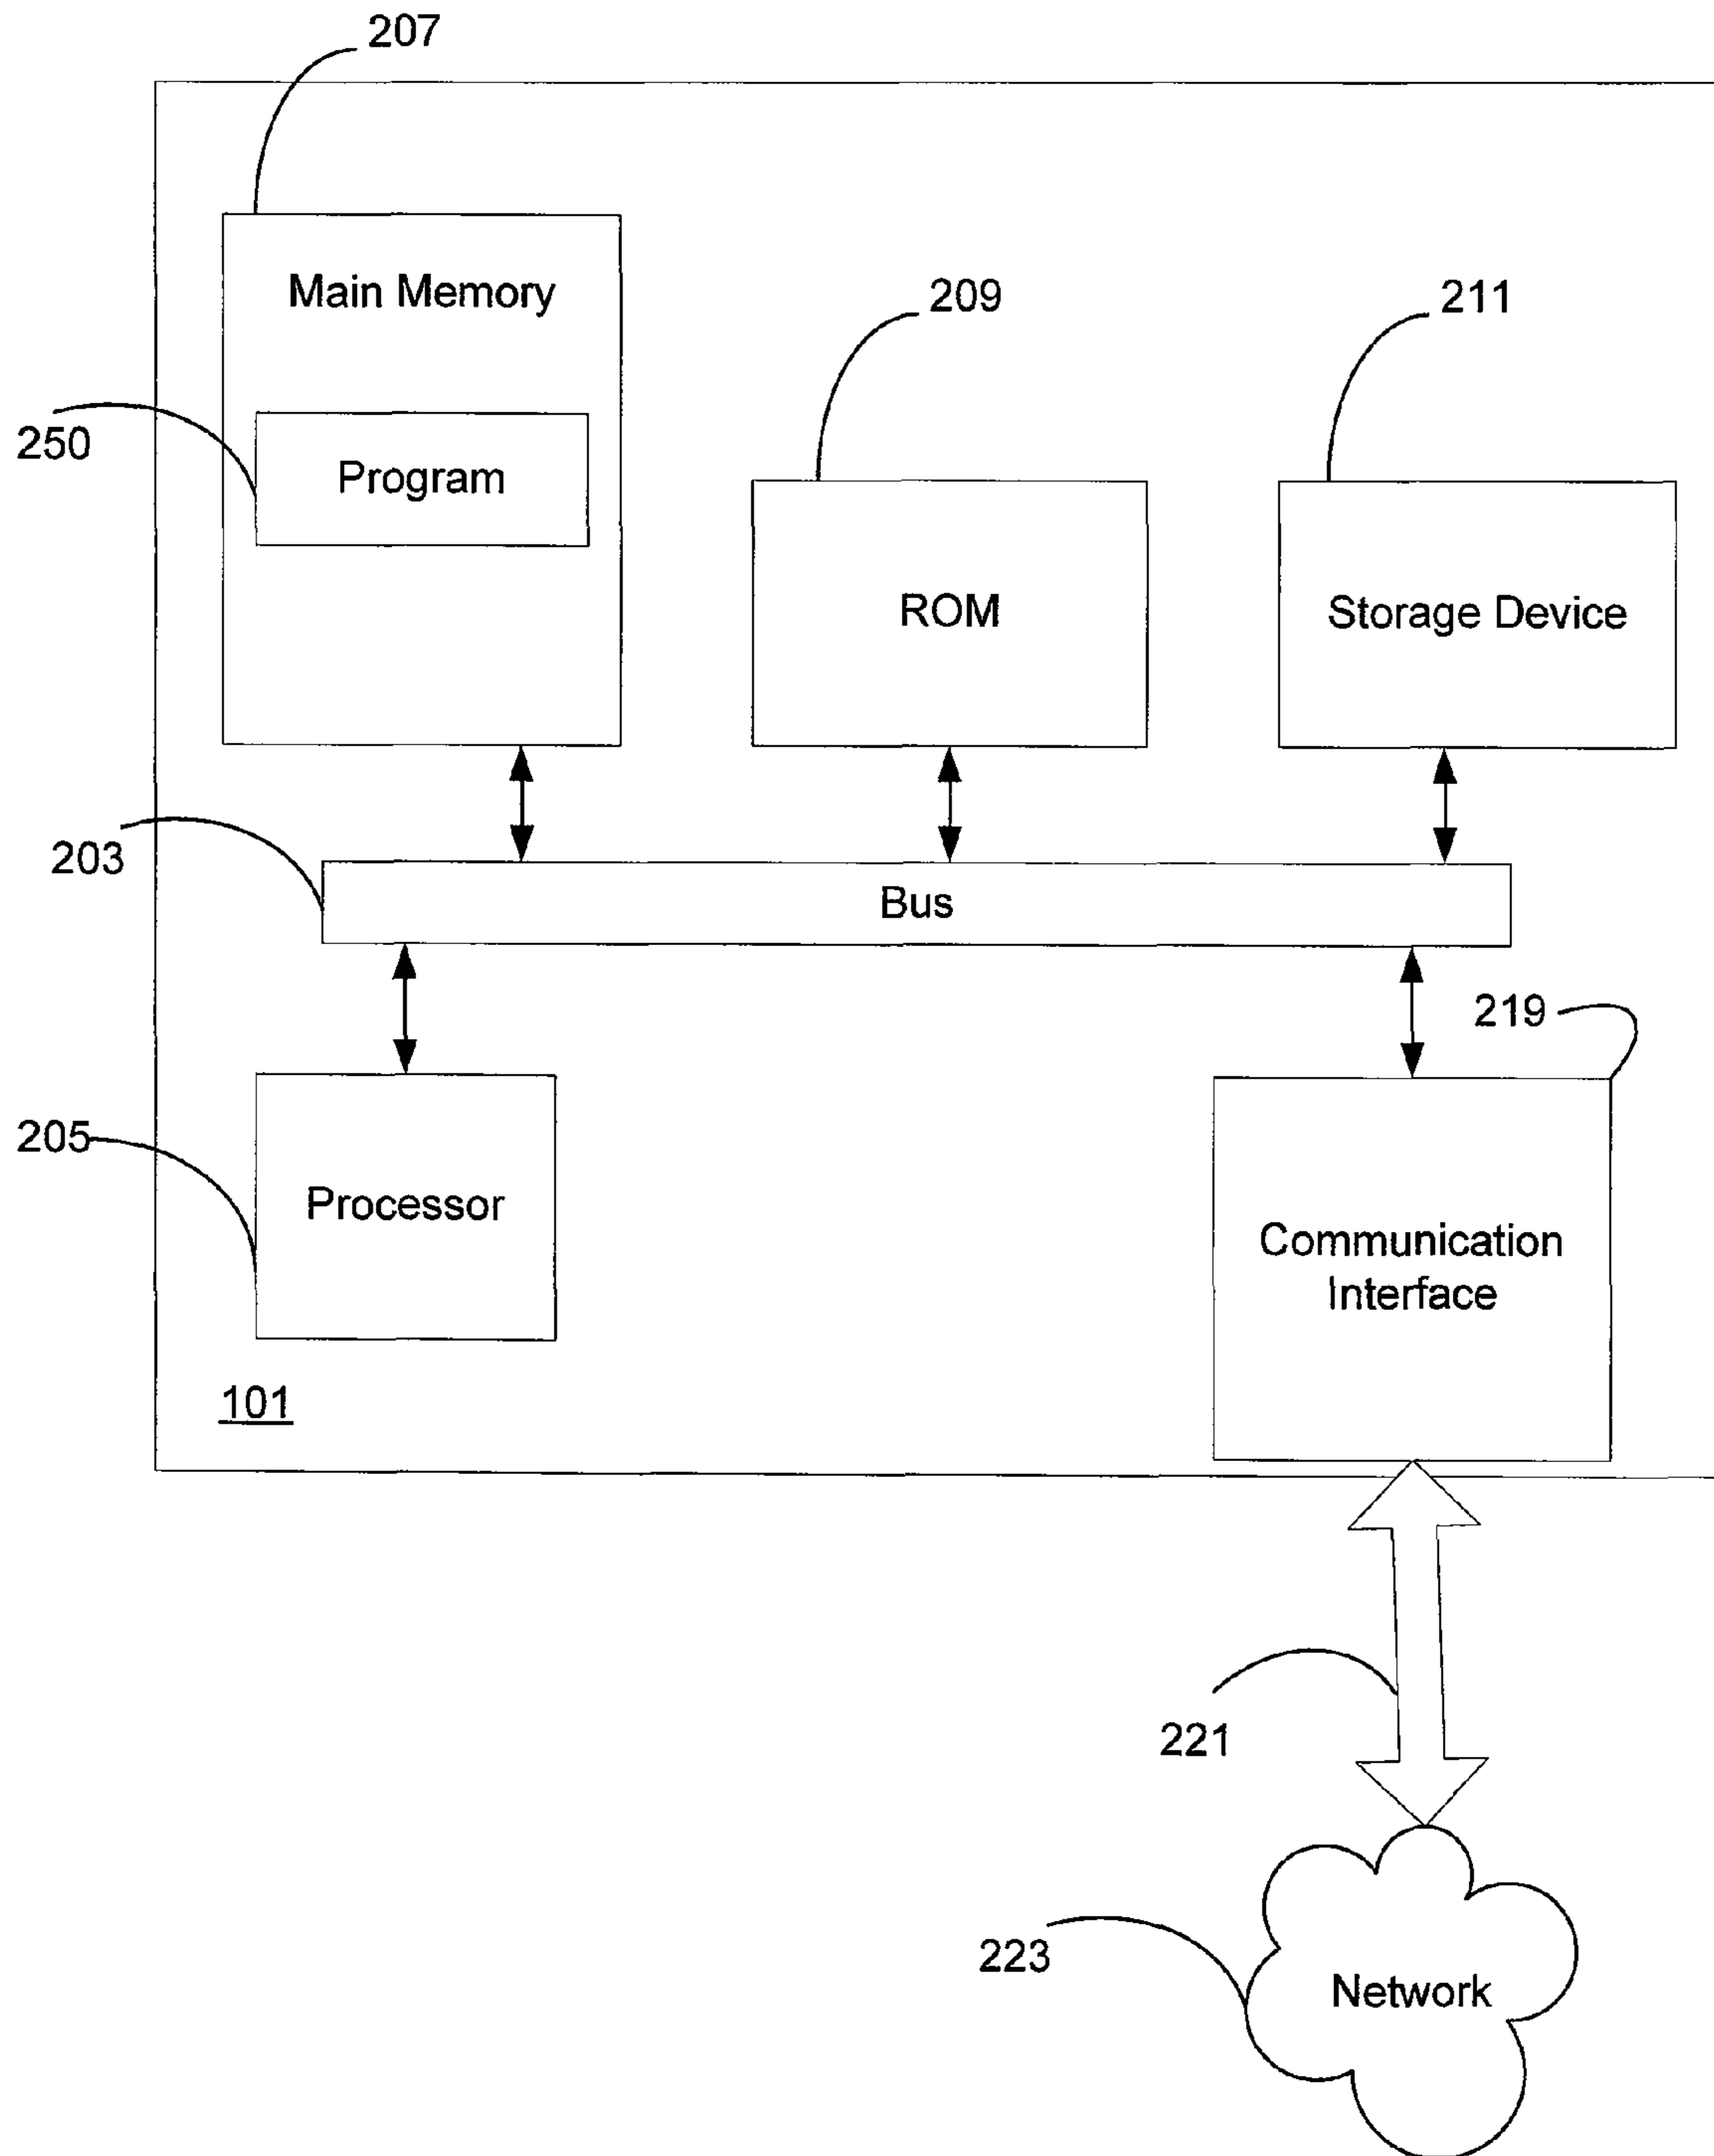 207
Main Memory
209
211
250
Program
ROM
Storage Device
203
Bus
219
205
Processor
Communication
Interface
101
221
223
Network